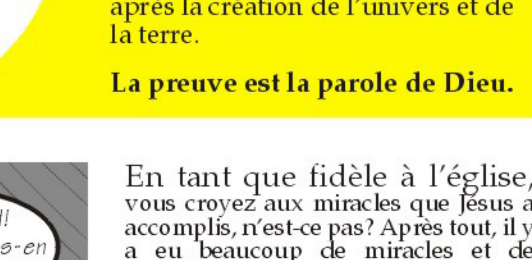 après la création de l'univers et de
la terre.
La preuve est la parole de Dieu.
En tant que fidèle à l'église,
vous croyez aux miracles que Jésus a
accomplis, n'est-ce pas? Après tout, il y
a eu beaucoup de miracles et de
s-en